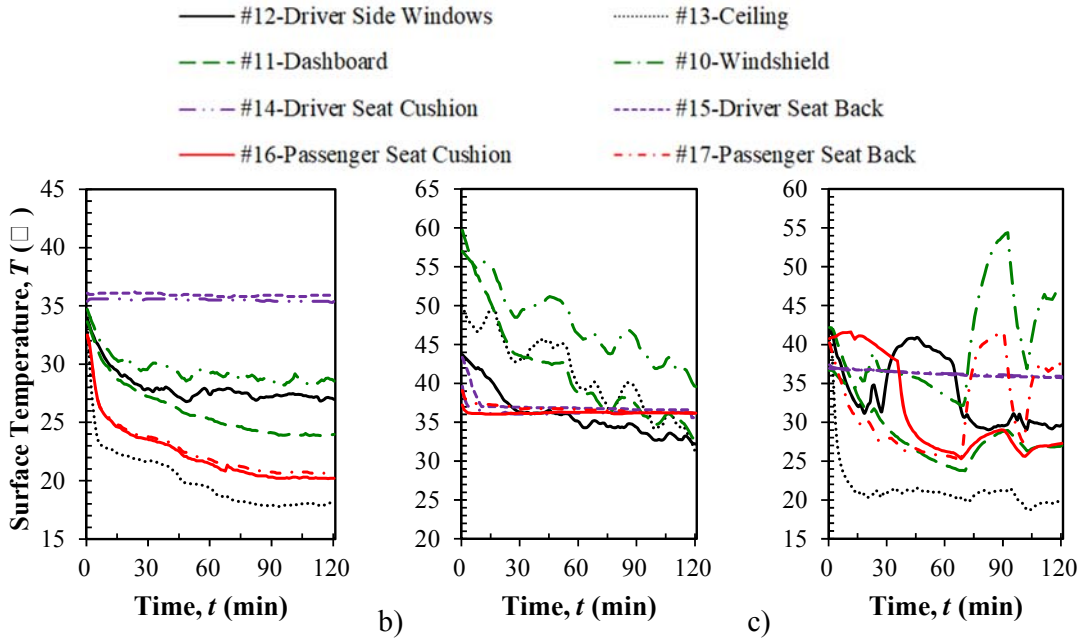 #12-Driver Side Windows #13-Ceiling
#11-Dashboard #10-Windshield
#14-Driver Seat Cushion #15-Driver Seat Back
#16-Passenger Seat Cushion #17-Passenger Seat Back
Surface Temperature, T (□
45
40
35
30
25
20
15
0 30 60 90 120
Time, t (min)
65
60
55
50
45
40
35
30
25
20
0 30 60 90 120
Time, t (min)
b)
60
55
50
45
40
35
30
25
20
15
0 30 60 90 120
Time, t (min)
c)